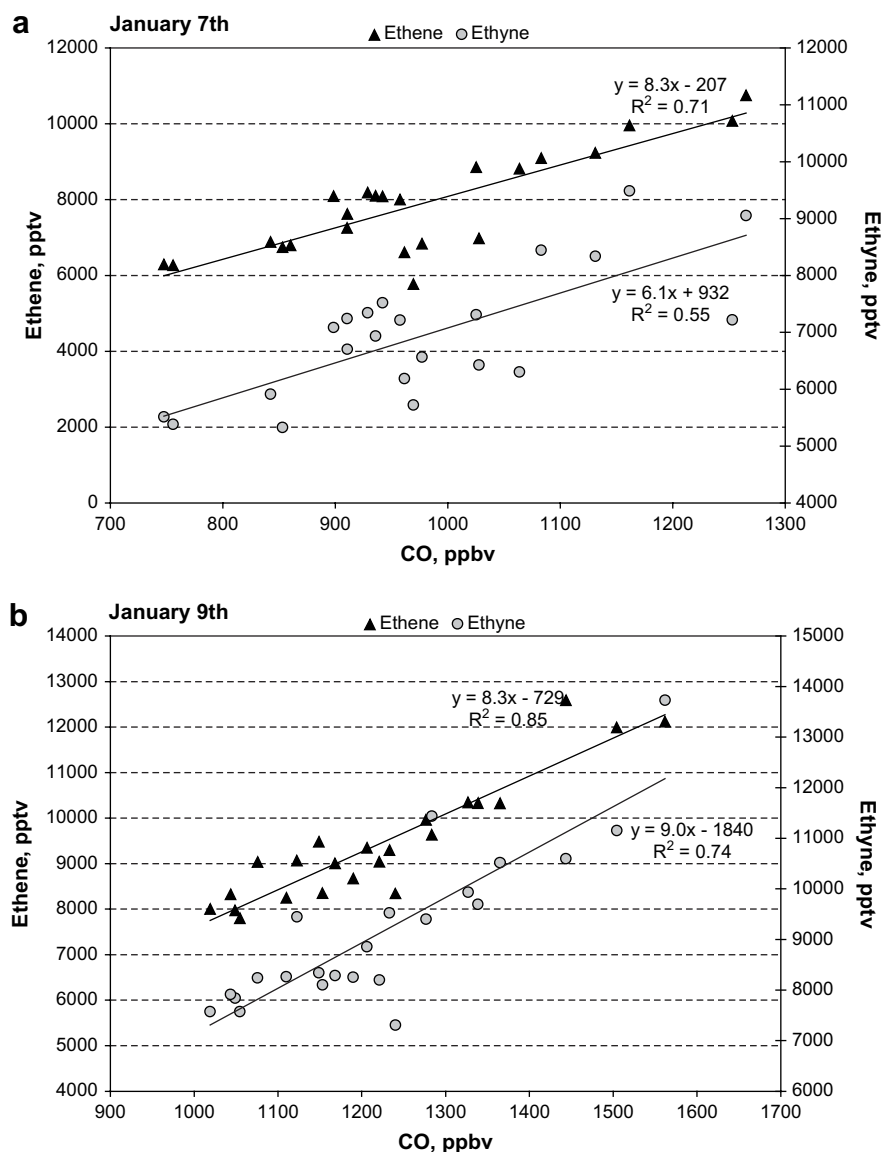 a
January 7th
Ethene Ethyne
12000 12000
y = 8.3x - 207
R² = 0.71
11000
10000
10000
8000
9000
Ethene, pptv
Ethyne, pptv
6000 8000
y = 6.1x + 932
R² = 0.55
7000
4000
6000
2000
5000
0 4000
700 800 900 1000 1100 1200 1300
CO, ppbv
b
January 9th
Ethene Ethyne
14000 15000
13000 14000
y = 8.3x - 729
R² = 0.85
12000 13000
11000 12000
Ethene, pptv
Ethyne, pptv
10000 11000
y = 9.0x - 1840
R² = 0.74
9000 10000
8000 9000
7000
6000 8000
5000 7000
4000 6000
900 1000 1100 1200 1300 1400 1500 1600 1700
CO, ppbv